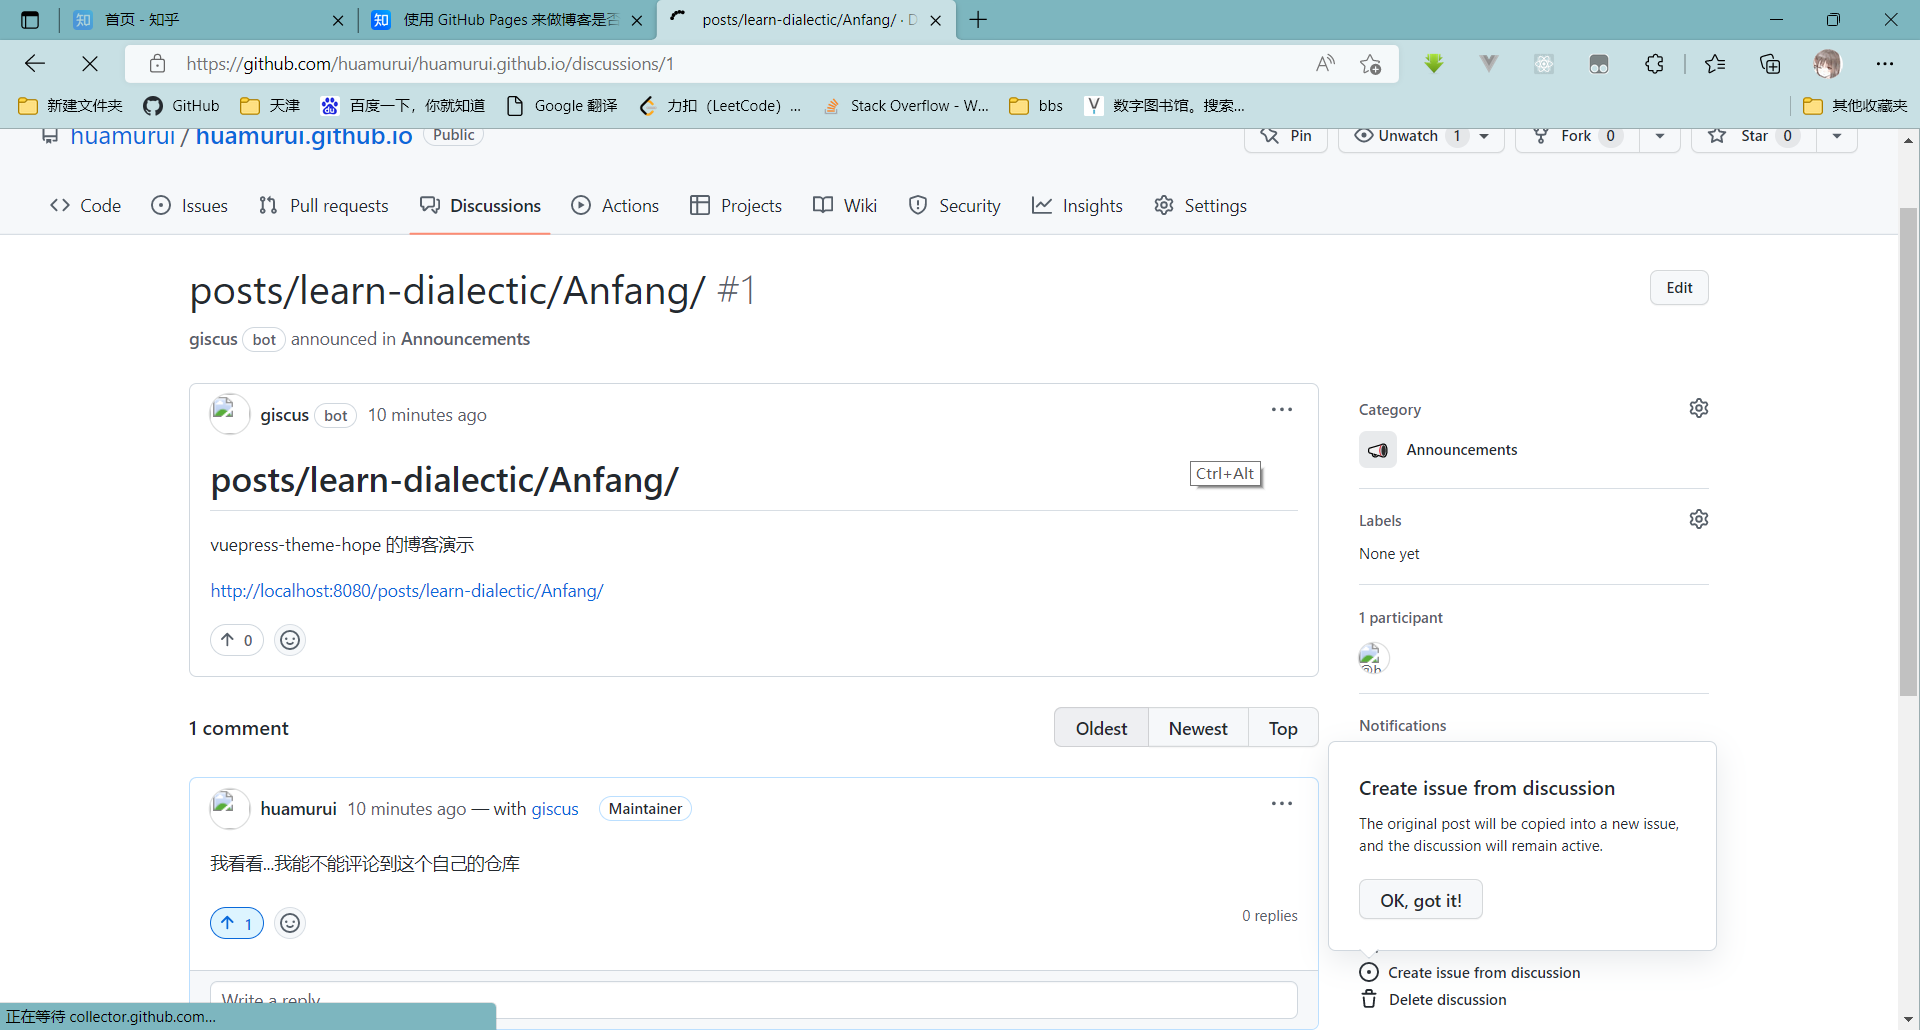 首页 - 知乎
使用 GitHub Pages 来做博客是否
posts/learn-dialectic/Anfang/ · D
https://github.com/huamurui/huamurui.github.io/discussions/1
新建文件夹
GitHub
天津
百度一下，你就知道
Google 翻译
力扣（LeetCode）...
Stack Overflow - W...
bbs
数字图书馆。搜索...
其他收藏夹
huamurui / huamurui.github.io Public
Pin
Unwatch 1
Fork 0
Star 0
Code
Issues
Pull requests
Discussions
Actions
Projects
Wiki
Security
Insights
Settings
posts/learn-dialectic/Anfang/ #1
Edit
giscus bot announced in Announcements
giscus bot 10 minutes ago
posts/learn-dialectic/Anfang/
Ctrl+Alt
vuepress-theme-hope 的博客演示
http://localhost:8080/posts/learn-dialectic/Anfang/
0
Category
Announcements
Labels
None yet
1 participant
Notifications
1 comment
Oldest
Newest
Top
huamurui 10 minutes ago — with giscus Maintainer
我看看...我能不能评论到这个自己的仓库
1
0 replies
Write a reply
Create issue from discussion
The original post will be copied into a new issue,
and the discussion will remain active.
OK, got it!
Create issue from discussion
Delete discussion
正在等待 collector.github.com...